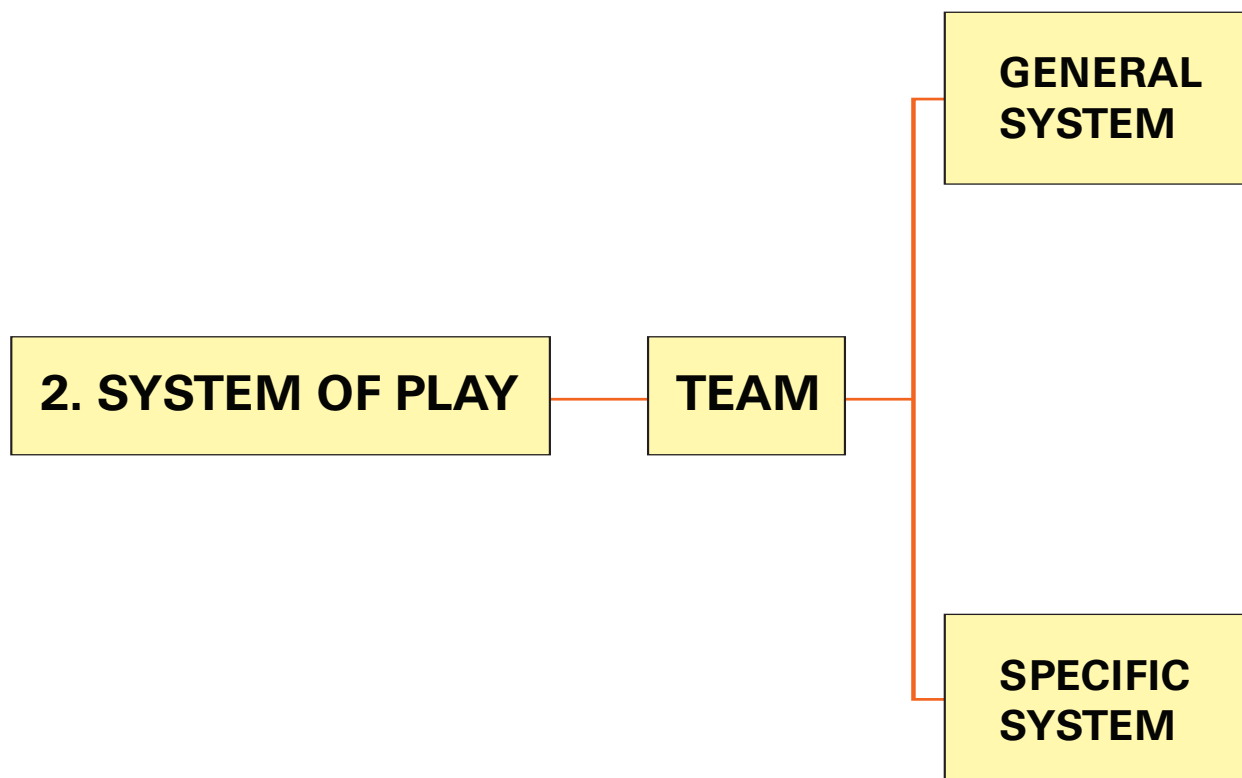 GENERAL
SYSTEM
2. SYSTEM OF PLAY
TEAM
SPECIFIC
SYSTEM